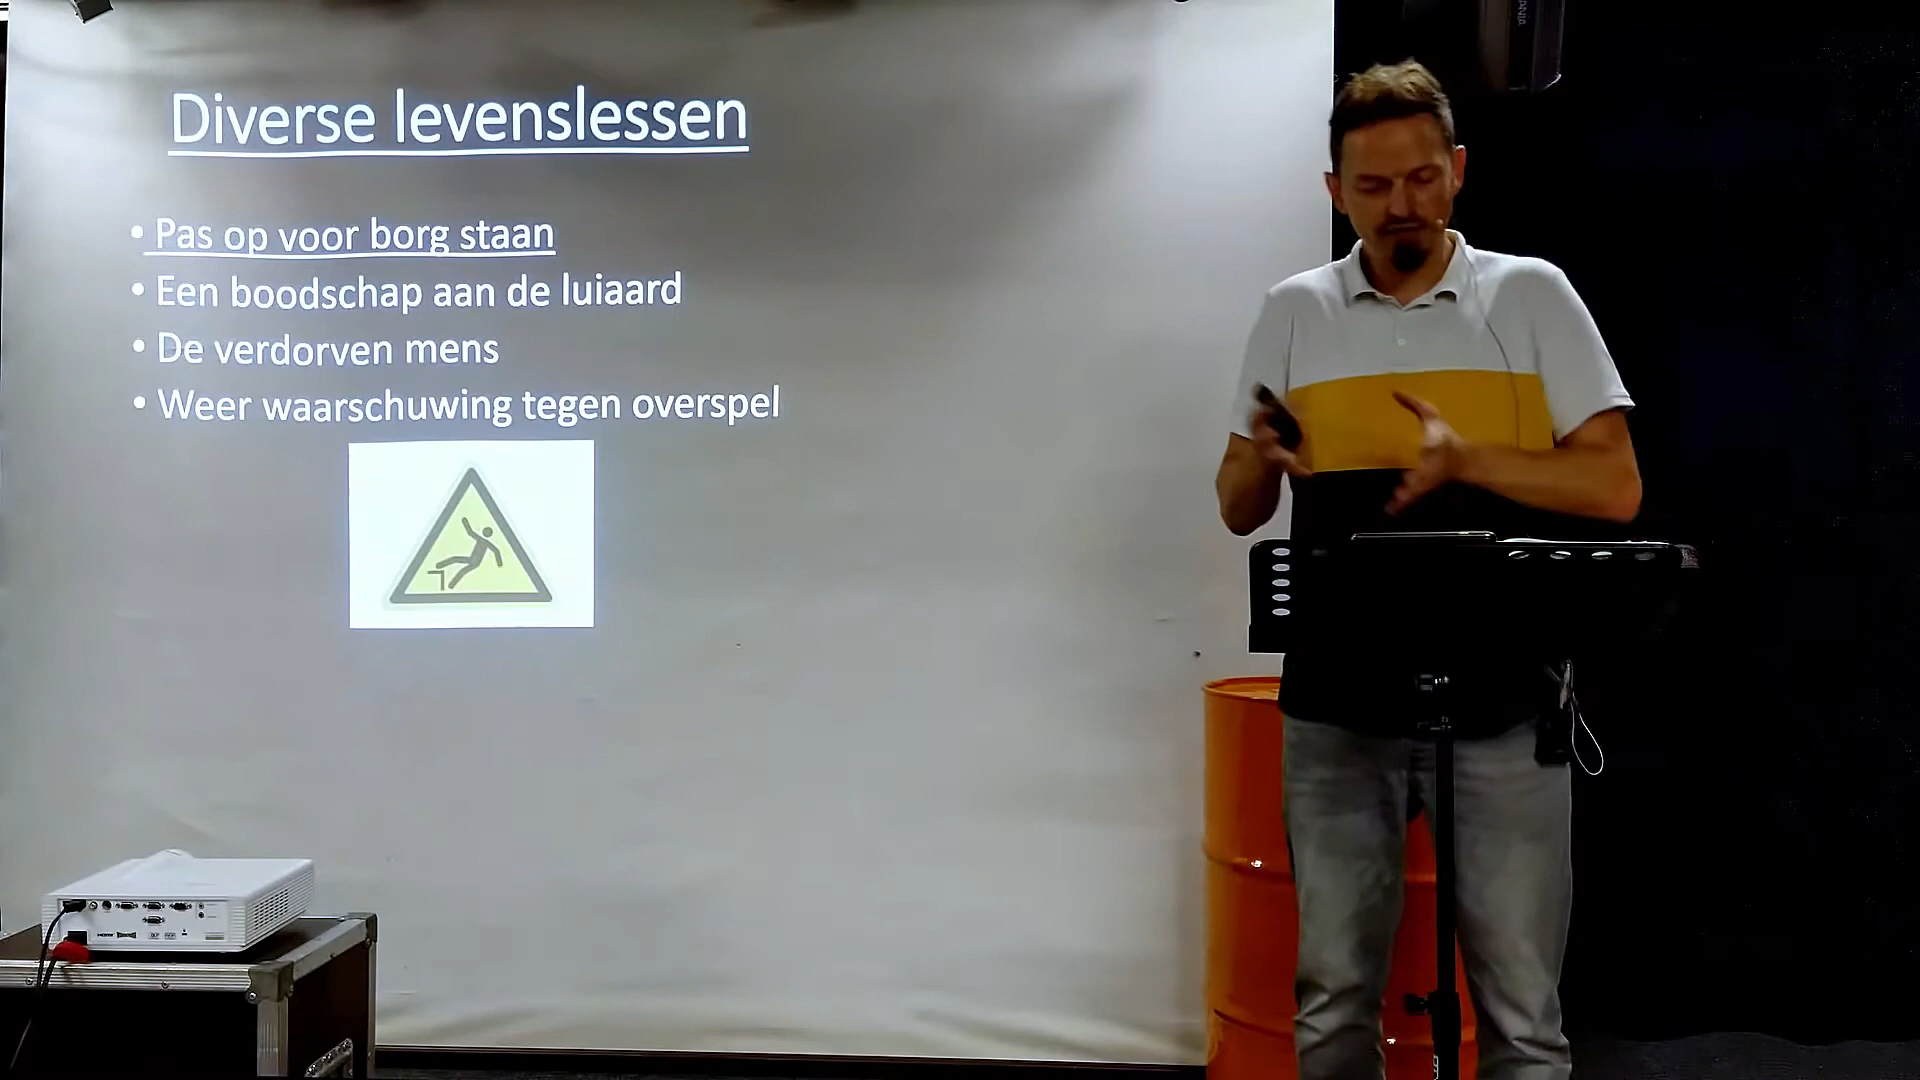 Diverse levenslessen
• Pas op voor borg staan
• Een boodschap aan de luiaard
• De verdorven mens
• Weer waarschuwing tegen overspel